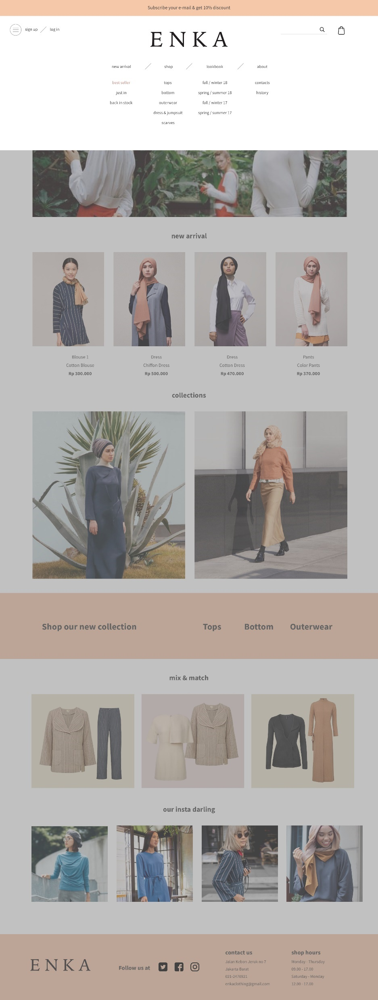 Subscribe your e-mail & get 10% discount
sign up
log in
ENKA
new arrival
shop
lookbook
about
best seller
tops
fall / winter 18
contacts
just in
bottom
spring / summer 18
history
back in stock
outerwear
fall / winter 17
dress & jumpsuit
spring / summer 17
scarves
new arrival
Blouse 1
Cotton Blouse
Rp 300.000
Dress
Chiffon Dress
Rp 500.000
Dress
Cotton Dress
Rp 470.000
Pants
Color Pants
Rp 370.000
collections
Shop our new collection
Tops
Bottom
Outerwear
mix & match
our insta darling
ENKA
Follow us at
contact us
Jalan Kebon Jeruk no 7
Jakarta Barat
021-2470921
enkaclothing@gmail.com
shop hours
Monday - Thursday
09.00 - 17.00
Saturday - Monday
12.00 - 17.00